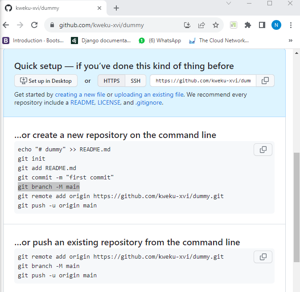 github.com/kweku-xvi/dummy
Introduction · Boots...
Django documenta...
(6) WhatsApp
The Cloud Network...
Quick setup — if you've done this kind of thing before
Set up in Desktop or HTTPS SSH https://github.com/kweku-xvi/dum
Get started by creating a new file or uploading an existing file. We recommend every
repository include a README, LICENSE, and .gitignore.
...or create a new repository on the command line
echo "# dummy" >> README.md
git init
git add README.md
git commit -m "first commit"
git branch -M main
git remote add origin https://github.com/kweku-xvi/dummy.git
git push -u origin main
...or push an existing repository from the command line
git remote add origin https://github.com/kweku-xvi/dummy.git
git branch -M main
git push -u origin main